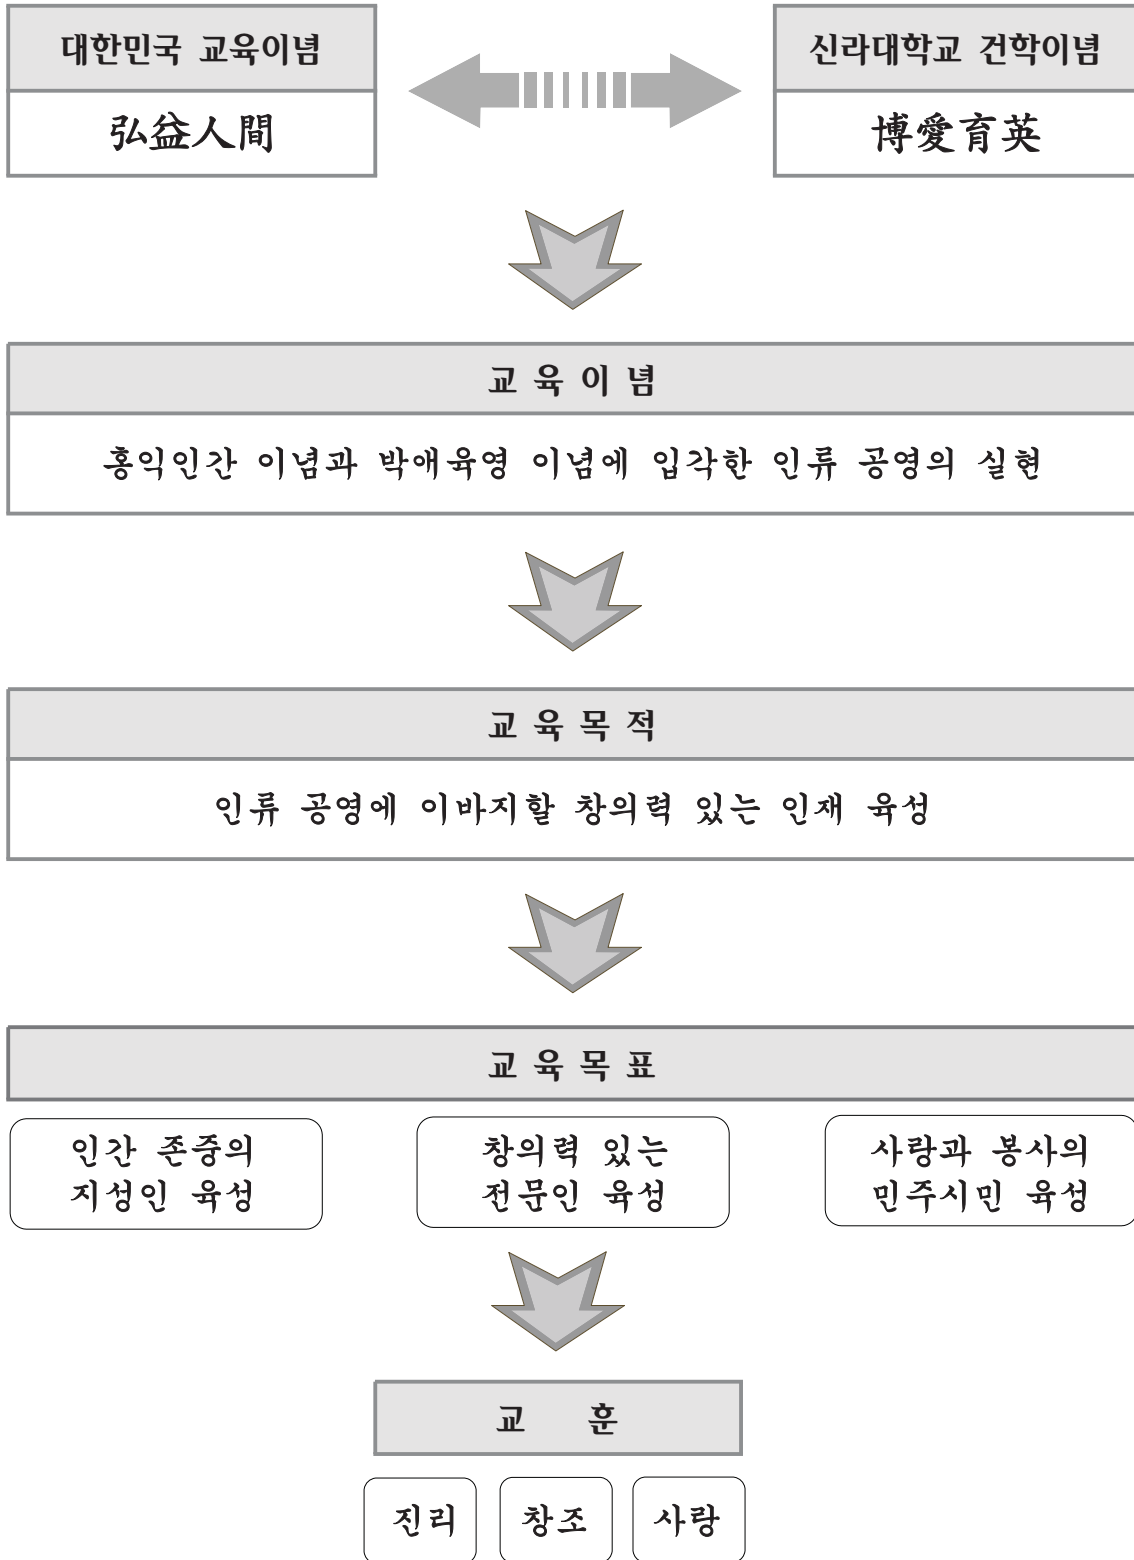 대한민국 교육이념
弘益人間
신라대학교 건학이념
博愛育英
교육이념
홍익인간 이념과 박애육영 이념에 입각한 인류 공영의 실현
교육목적
인류 공영에 이바지할 창의력 있는 인재 육성
교육목표
인간 존중의
지성인 육성
창의력 있는
전문인 육성
사랑과 봉사의
민주시민 육성
교 훈
진리
창조
사랑